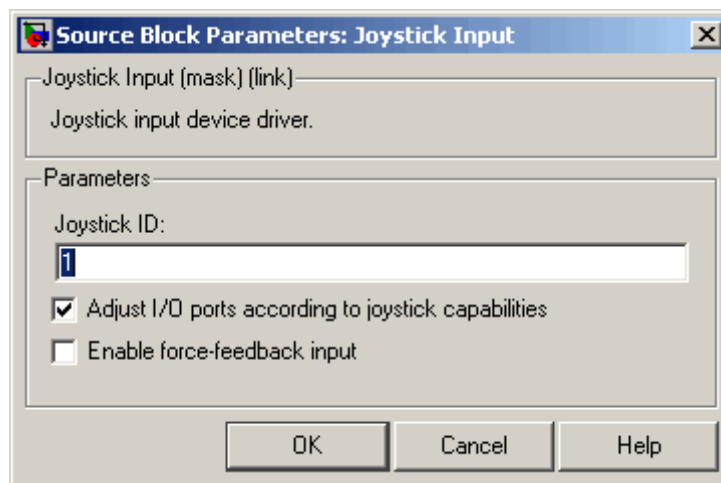 Source Block Parameters: Joystick Input
Joystick Input (mask) (link)
Joystick input device driver.
Parameters
Joystick ID:
1
Adjust I/O ports according to joystick capabilities
Enable force-feedback input
OK Cancel Help